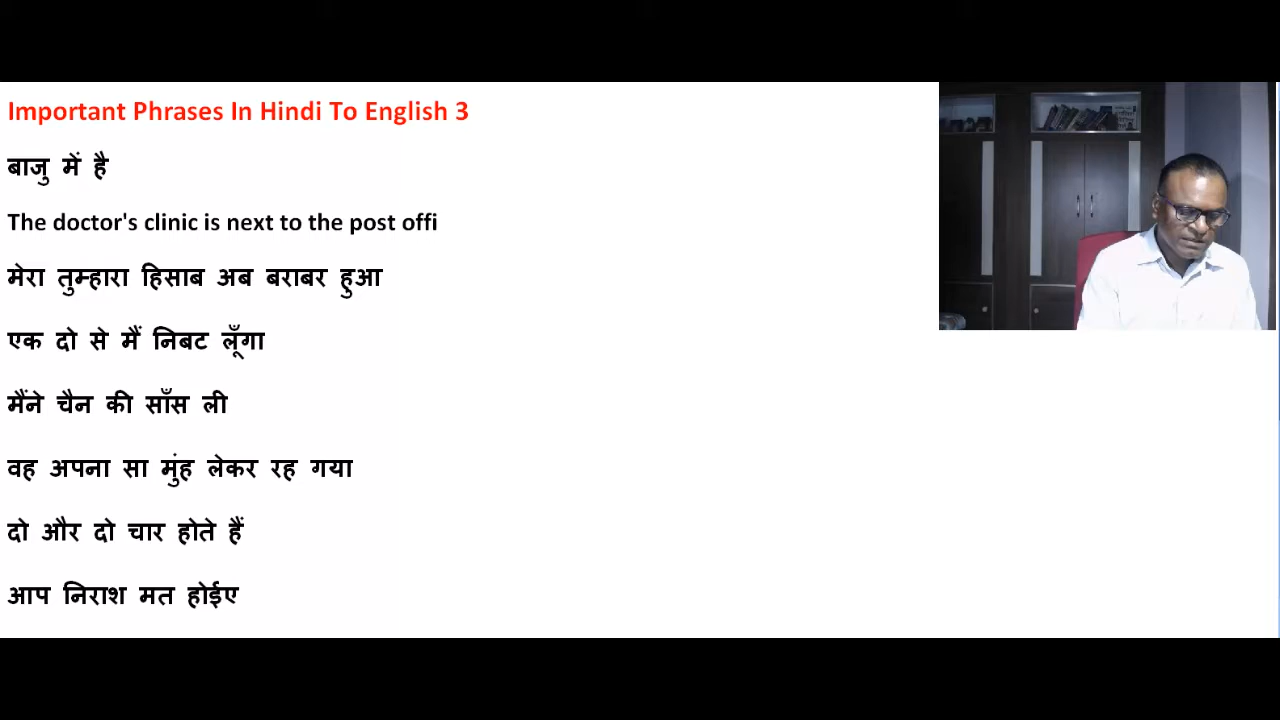 Important Phrases In Hindi To English 3
बाजु में है
The doctor's clinic is next to the post offi
मेरा तुम्हारा हिसाब अब बराबर हुआ
एक दो से मैं निबट लूँगा
मैंने चैन की साँस ली
वह अपना सा मुंह लेकर रह गया
दो और दो चार होते हैं
आप निराश मत होईए